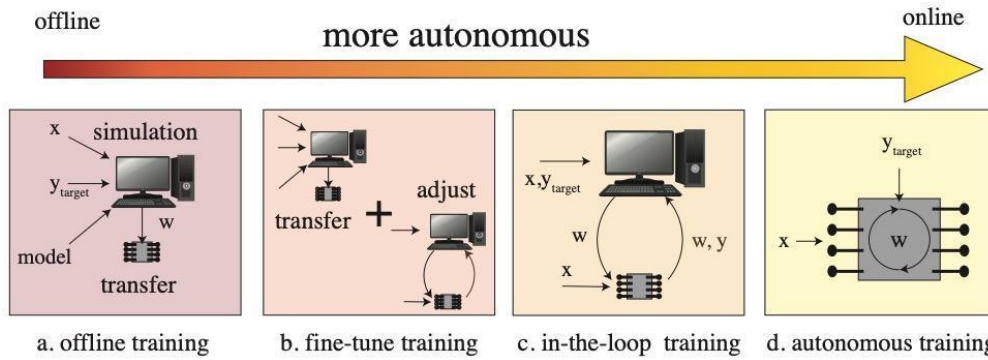 offline
online
more autonomous
x
simulation
y_target
w
model
transfer
transfer
+
adjust
x,y_target
w
w, y
x
y_target
x
w
a. offline training
b. fine-tune training
c. in-the-loop training
d. autonomous training